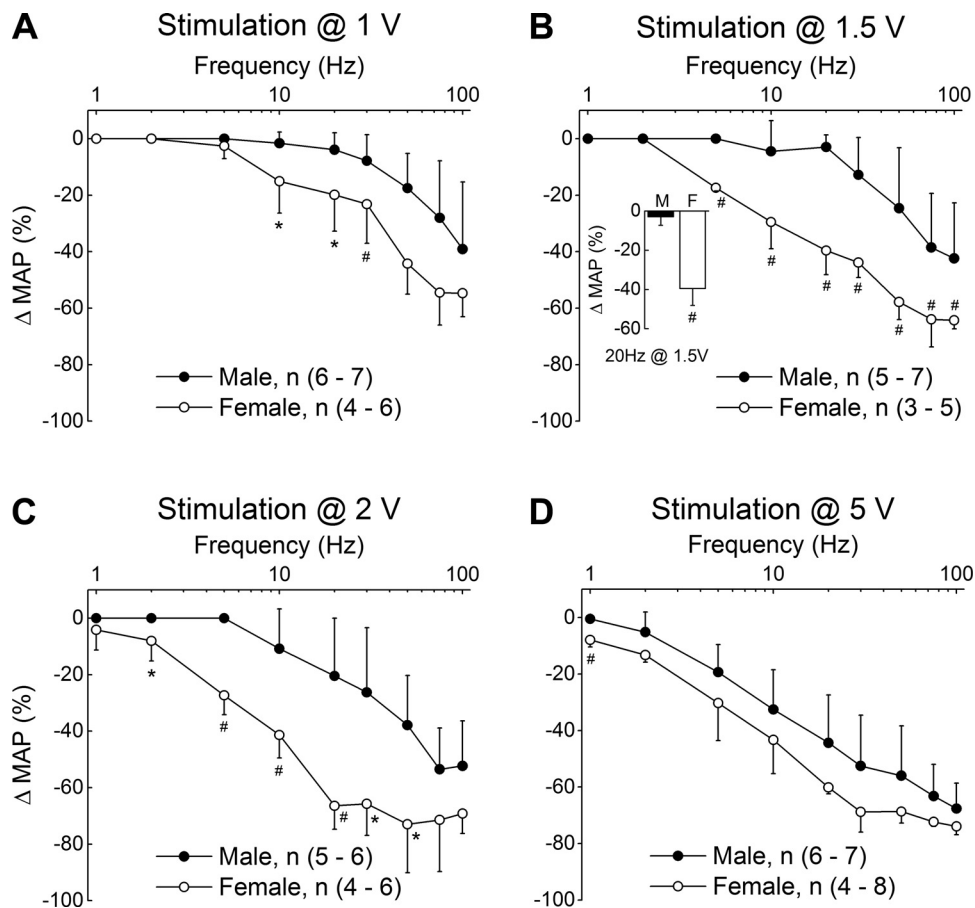 A Stimulation @ 1 V
Frequency (Hz)
1 10 100
0
-20
-40
-60
-80
-100
Δ MAP (%)
* * #
Male, n (6 - 7)
Female, n (4 - 6)
B Stimulation @ 1.5 V
Frequency (Hz)
1 10 100
0
-20
-40
-60
-80
-100
# # # # # # #
M F
0
-20
-40
-60
Δ MAP (%)
#
20Hz @ 1.5V
Male, n (5 - 7)
Female, n (3 - 5)
C Stimulation @ 2 V
Frequency (Hz)
1 10 100
0
-20
-40
-60
-80
-100
Δ MAP (%)
* # # # * *
Male, n (5 - 6)
Female, n (4 - 6)
D Stimulation @ 5 V
Frequency (Hz)
1 10 100
0
-20
-40
-60
-80
-100
#
Male, n (6 - 7)
Female, n (4 - 8)